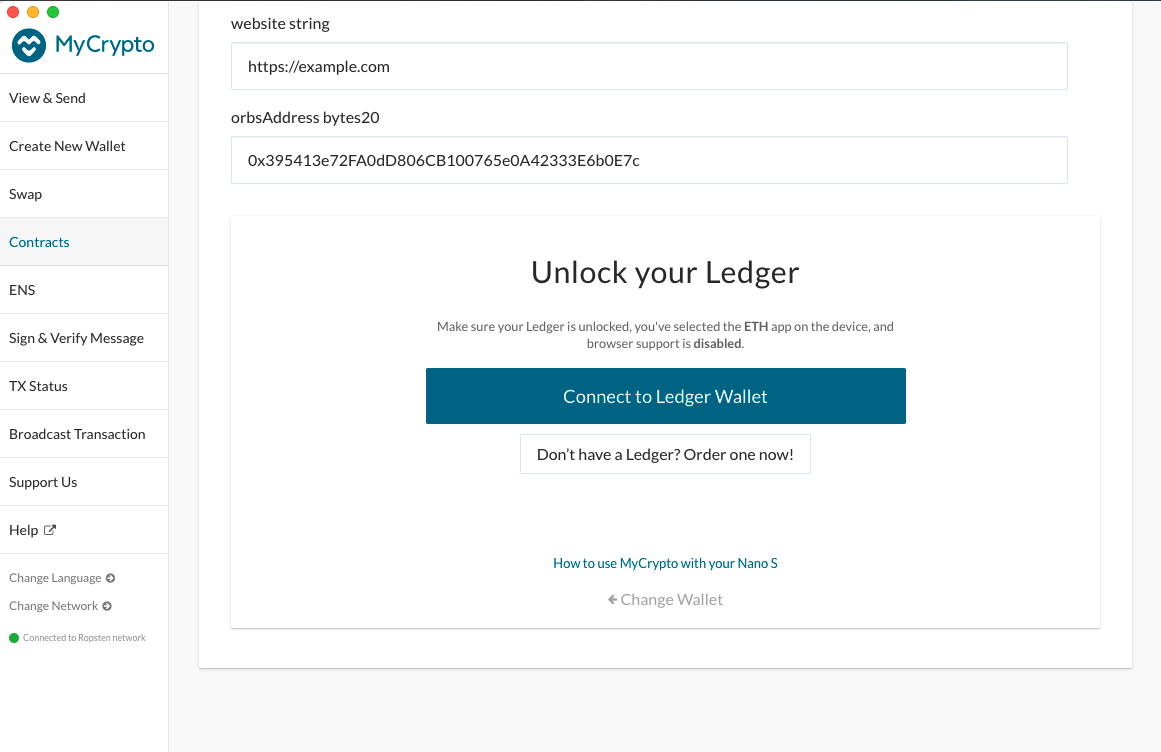 MyCrypto
View & Send
Create New Wallet
Swap
Contracts
ENS
Sign & Verify Message
TX Status
Broadcast Transaction
Support Us
Help
Change Language
Change Network
Connected to Ropsten network
website string
https://example.com
orbsAddress bytes20
0x395413e72FA0dD806CB100765e0A42333E6b0E7c
Unlock your Ledger
Make sure your Ledger is unlocked, you've selected the ETH app on the device, and
browser support is disabled.
Connect to Ledger Wallet
Don’t have a Ledger? Order one now!
How to use MyCrypto with your Nano S
Change Wallet